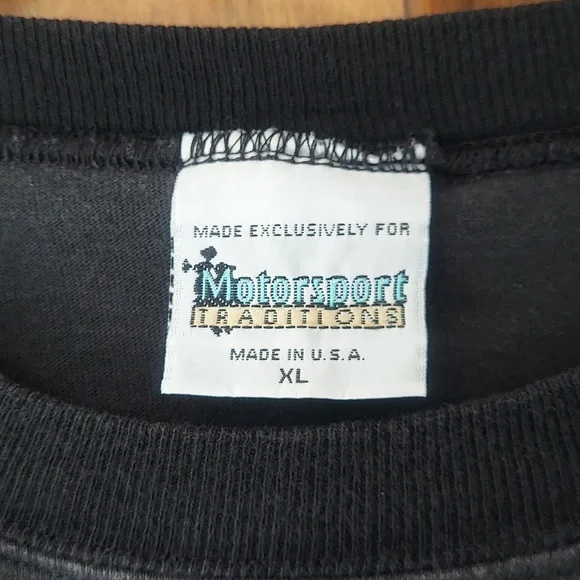 MADE EXCLUSIVELY FOR
Motorsport
TRADITIONS
MADE IN U.S.A.
XL